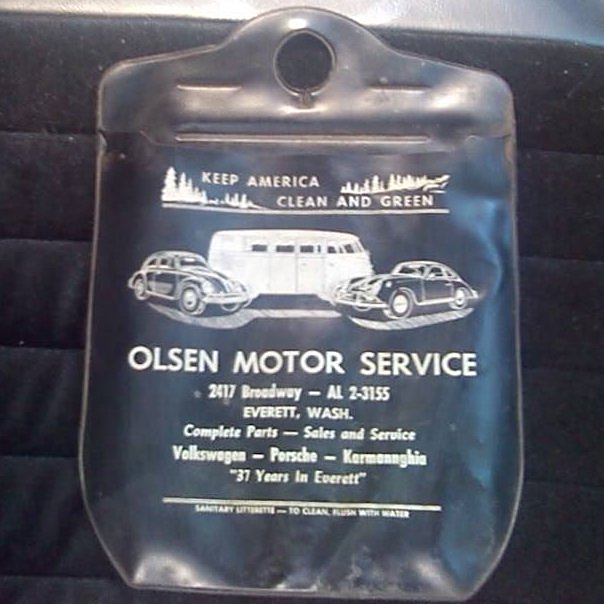 KEEP AMERICA
CLEAN AND GREEN
OLSEN MOTOR SERVICE
2417 Broadway — AL 2-3155
EVERETT, WASH.
Complete Parts — Sales and Service
Volkswagen — Porsche — Karmannghia
"37 Years In Everett"
SANITARY LITTERETTE — TO CLEAN, FLUSH WITH WATER